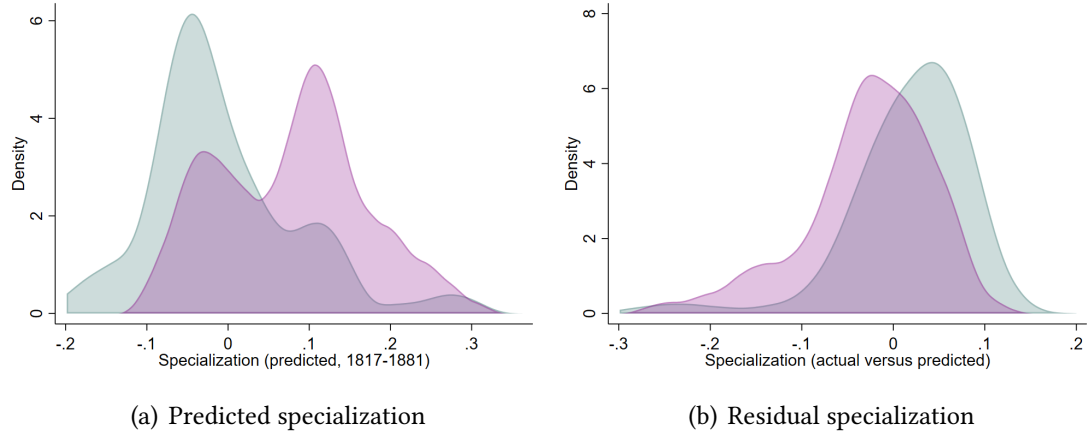 6
4
2
0
Density
-.2 -.1 0 .1 .2 .3
Specialization (predicted, 1817-1881)
(a) Predicted specialization
8
6
4
2
0
Density
-.3 -.2 -.1 0 .1 .2
Specialization (actual versus predicted)
(b) Residual specialization